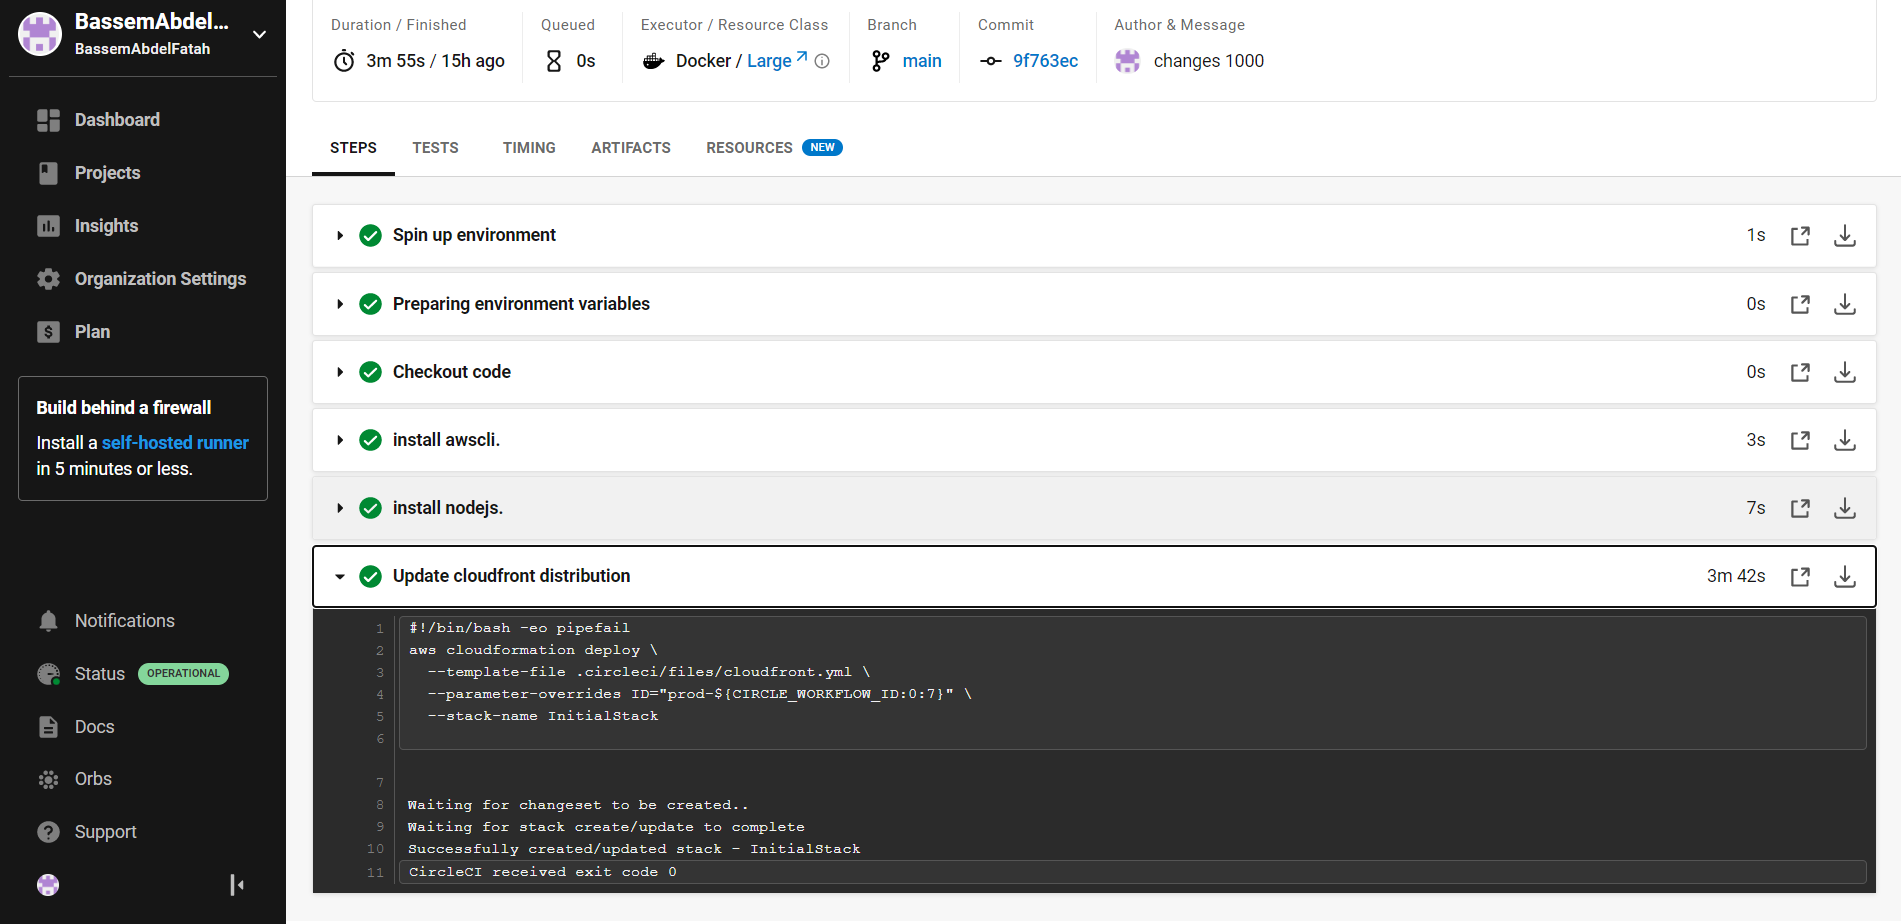 BassemAbdel...
BassemAbdelFatah
Dashboard
Projects
Insights
Organization Settings
$ Plan
Build behind a firewall
Install a self-hosted runner
in 5 minutes or less.
Notifications
Status OPERATIONAL
Docs
Orbs
? Support
Duration / Finished Queued Executor / Resource Class Branch Commit Author & Message
3m 55s / 15h ago 0s Docker / Large main 9f763ec changes 1000
STEPS TESTS TIMING ARTIFACTS RESOURCES NEW
Spin up environment 1s
Preparing environment variables 0s
Checkout code 0s
install awscli. 3s
install nodejs. 7s
Update cloudfront distribution 3m 42s
1 #!/bin/bash -eo pipefail
2 aws cloudformation deploy \
3 --template-file .circleci/files/cloudfront.yml \
4 --parameter-overrides ID="prod-${CIRCLE_WORKFLOW_ID:0:7}" \
5 --stack-name InitialStack
6
7
8 Waiting for changeset to be created..
9 Waiting for stack create/update to complete
10 Successfully created/updated stack - InitialStack
11 CircleCI received exit code 0